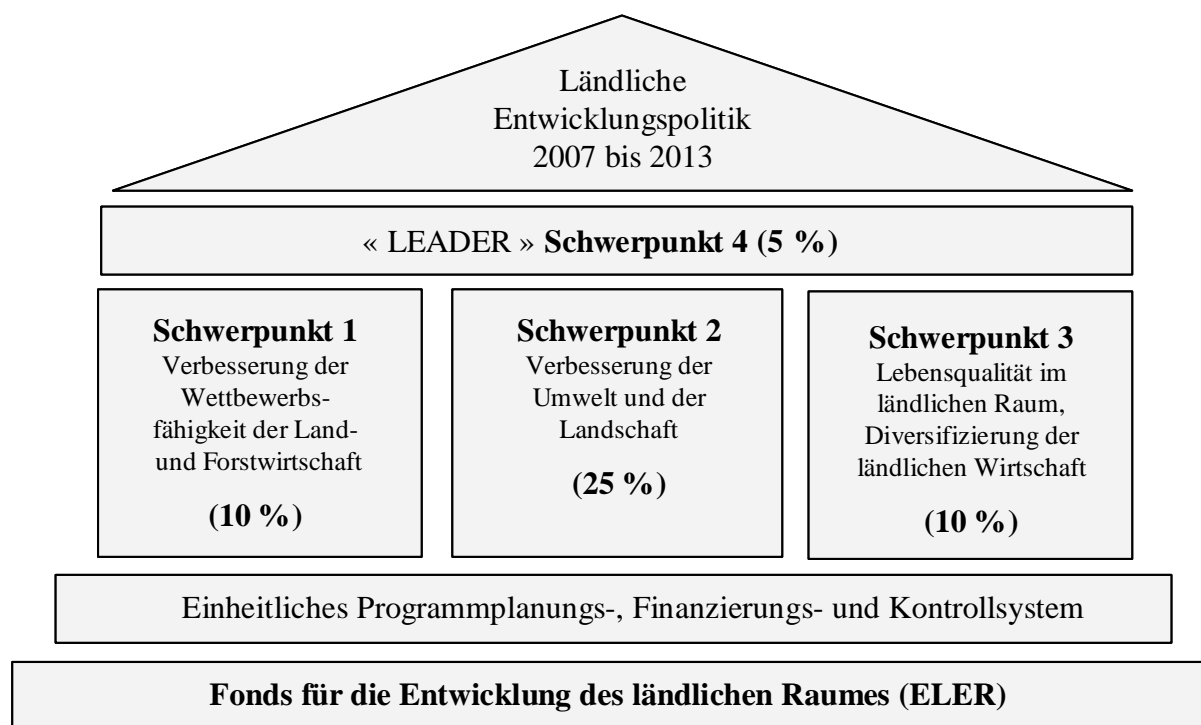 Ländliche
Entwicklungspolitik
2007 bis 2013
« LEADER » Schwerpunkt 4 (5 %)
Schwerpunkt 1
Verbesserung der
Wettbewerbs-
fähigkeit der Land-
und Forstwirtschaft
(10 %)
Schwerpunkt 2
Verbesserung der
Umwelt und der
Landschaft
(25 %)
Schwerpunkt 3
Lebensqualität im
ländlichen Raum,
Diversifizierung der
ländlichen Wirtschaft
(10 %)
Einheitliches Programmplanungs-, Finanzierungs- und Kontrollsystem
Fonds für die Entwicklung des ländlichen Raumes (ELER)